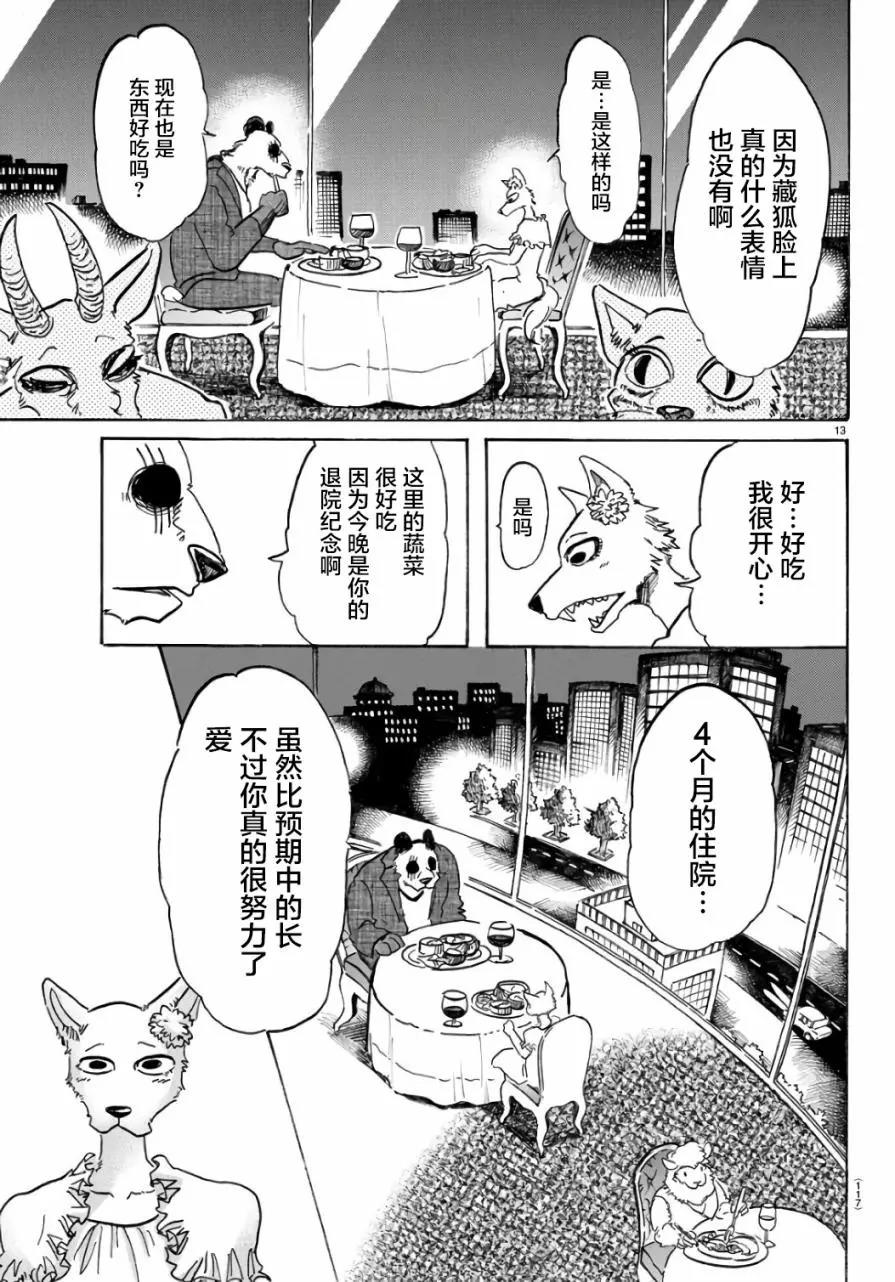 因为藏狐脸上
真的什么表情
也没有啊
是…是这样的
吗
现在也是
东西好吃吗？
13
好…好吃
我很开心…
是吗
这里的蔬菜
很好吃
因为今晚是你的
退院纪念啊
4个月的住院…
虽然比预期中的长
不过你真的很努力了
爱
(117)